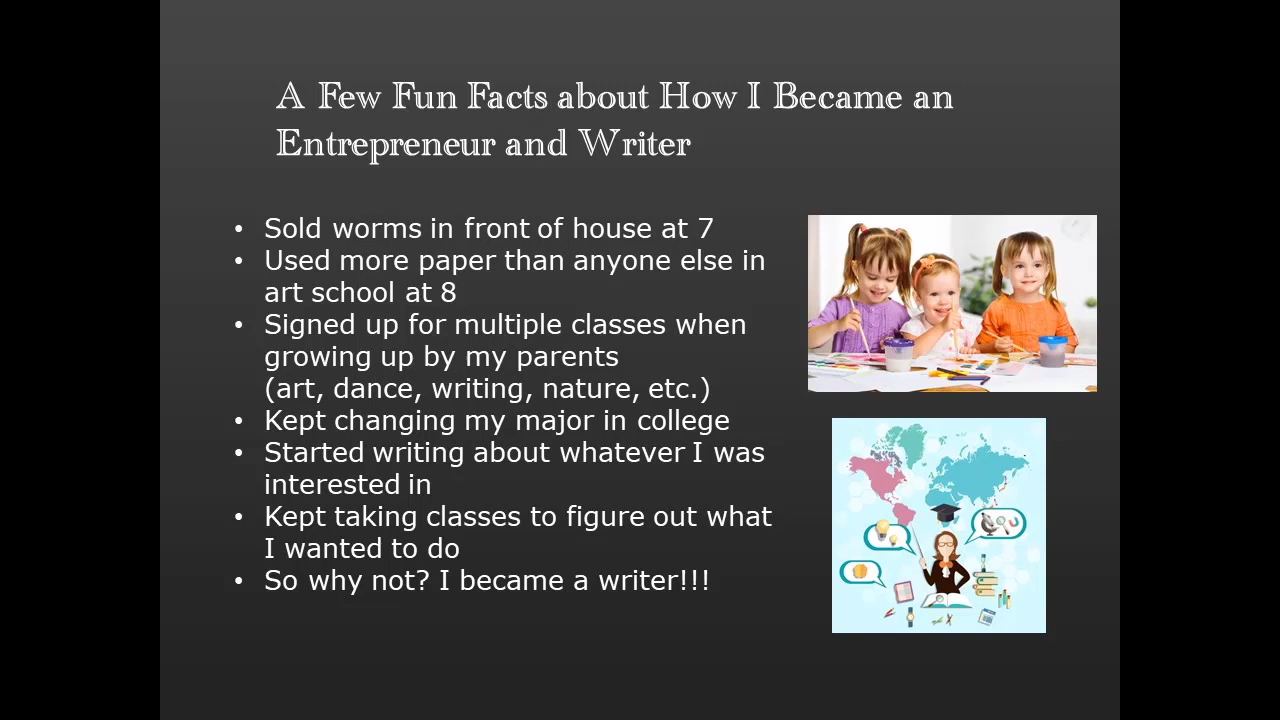 A Few Fun Facts about How I Became an
Entrepreneur and Writer
• Sold worms in front of house at 7
• Used more paper than anyone else in
art school at 8
• Signed up for multiple classes when
growing up by my parents
(art, dance, writing, nature, etc.)
• Kept changing my major in college
• Started writing about whatever I was
interested in
• Kept taking classes to figure out what
I wanted to do
• So why not? I became a writer!!!